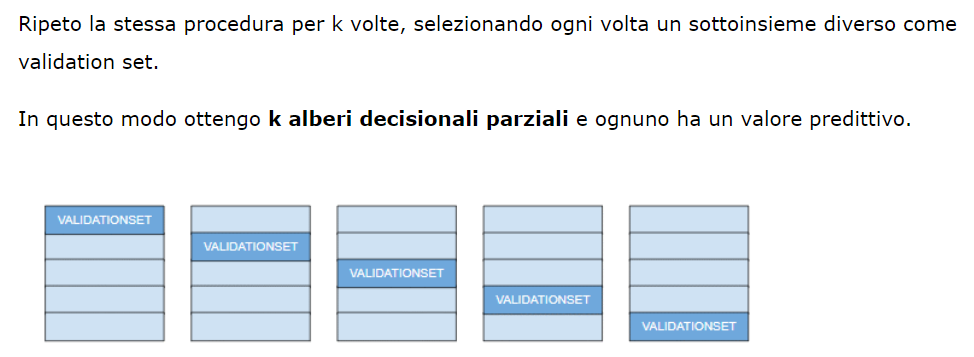 Ripeto la stessa procedura per k volte, selezionando ogni volta un sottoinsieme diverso come
validation set.
In questo modo ottengo k alberi decisionali parziali e ognuno ha un valore predittivo.
VALIDATIONSET
VALIDATIONSET
VALIDATIONSET
VALIDATIONSET
VALIDATIONSET